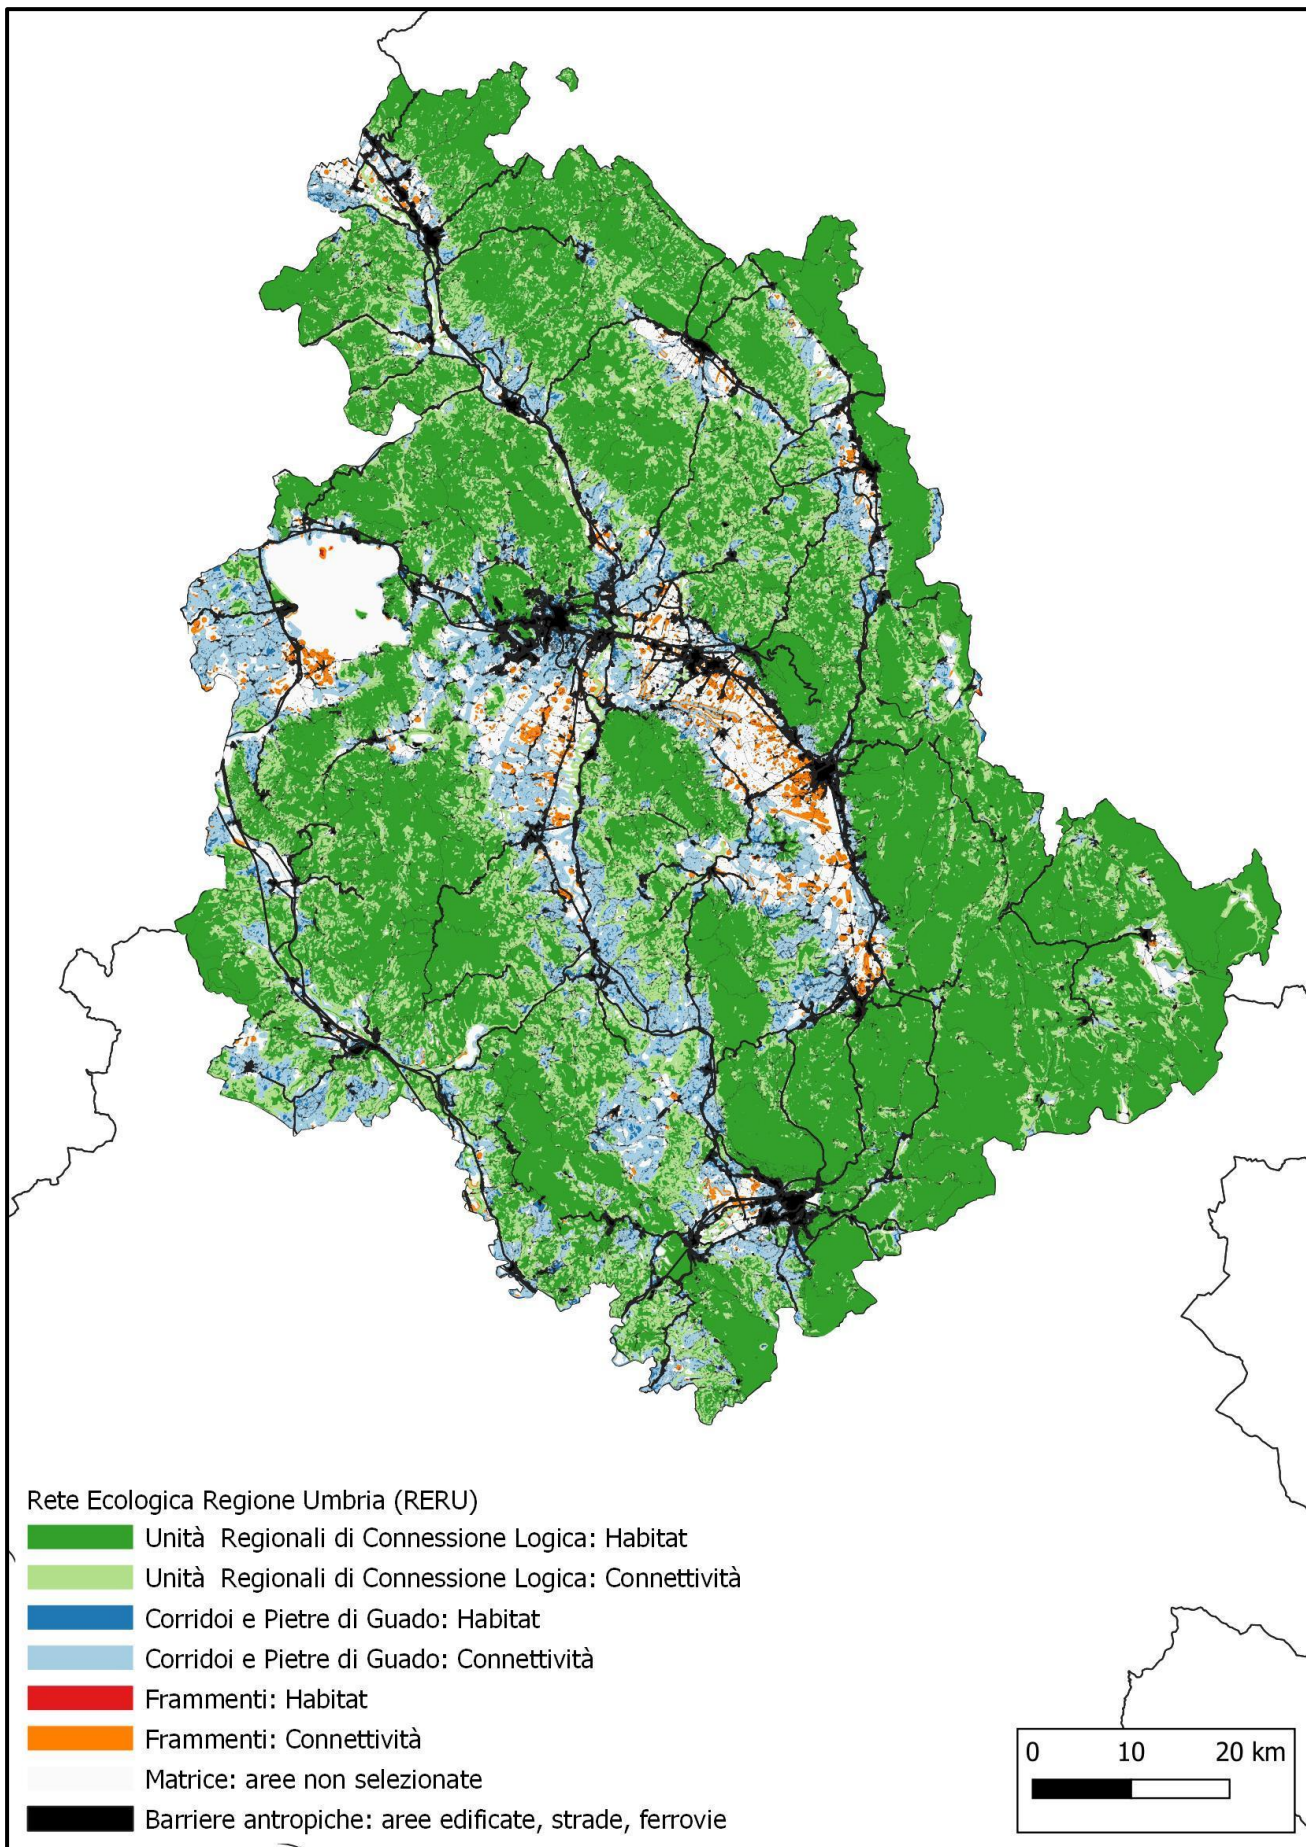 Rete Ecologica Regione Umbria (RERU)
Unità  Regionali di Connessione Logica: Habitat
Unità  Regionali di Connessione Logica: Connettività
Corridoi e Pietre di Guado: Habitat
Corridoi e Pietre di Guado: Connettività
Frammenti: Habitat
Frammenti: Connettività
Matrice: aree non selezionate
Barriere antropiche: aree edificate, strade, ferrovie
0 10 20 km